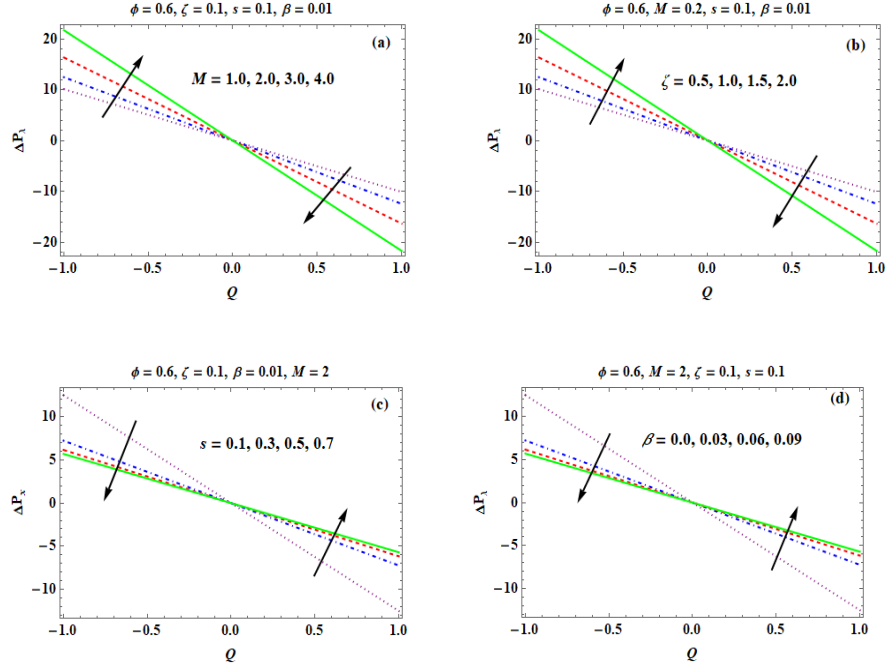 ϕ = 0.6, ζ = 0.1, s = 0.1, β = 0.01
(a)
M = 1.0, 2.0, 3.0, 4.0
ΔP_λ
20
10
0
−10
−20
−1.0 −0.5 0.0 0.5 1.0
Q
ϕ = 0.6, M = 0.2, s = 0.1, β = 0.01
(b)
ζ = 0.5, 1.0, 1.5, 2.0
ΔP_λ
20
10
0
−10
−20
−1.0 −0.5 0.0 0.5 1.0
Q
ϕ = 0.6, ζ = 0.1, β = 0.01, M = 2
(c)
s = 0.1, 0.3, 0.5, 0.7
ΔP_x
10
5
0
−5
−10
−1.0 −0.5 0.0 0.5 1.0
Q
ϕ = 0.6, M = 2, ζ = 0.1, s = 0.1
(d)
β = 0.0, 0.03, 0.06, 0.09
ΔP_λ
10
5
0
−5
−10
−1.0 −0.5 0.0 0.5 1.0
Q